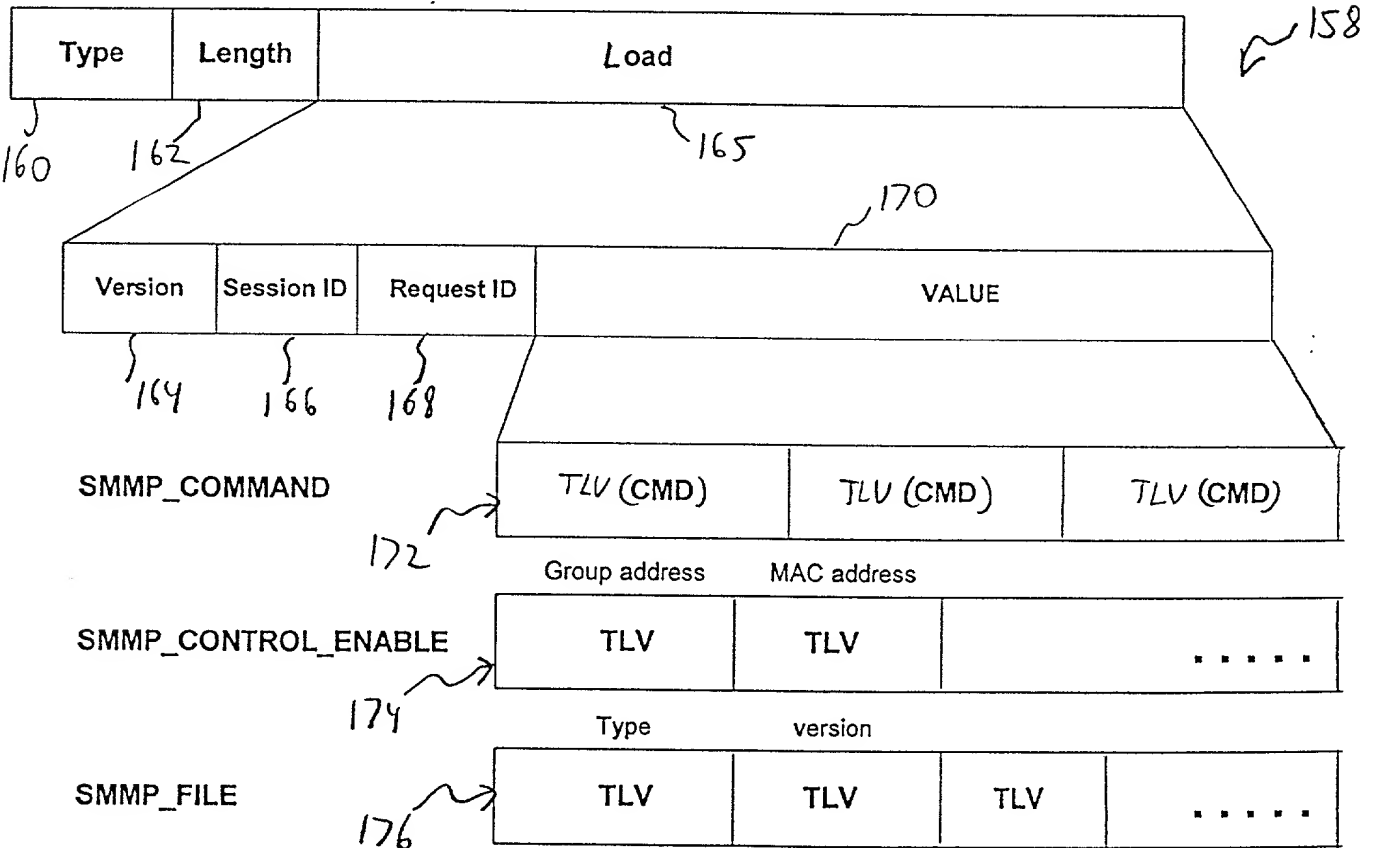 158
Type Length Load
160 162 165
170
Version Session ID Request ID VALUE
164 166 168
SMMP_COMMAND TLV (CMD) TLV (CMD) TLV (CMD)
172
Group address MAC address
SMMP_CONTROL_ENABLE TLV TLV .....
174
Type version
SMMP_FILE TLV TLV TLV .....
176